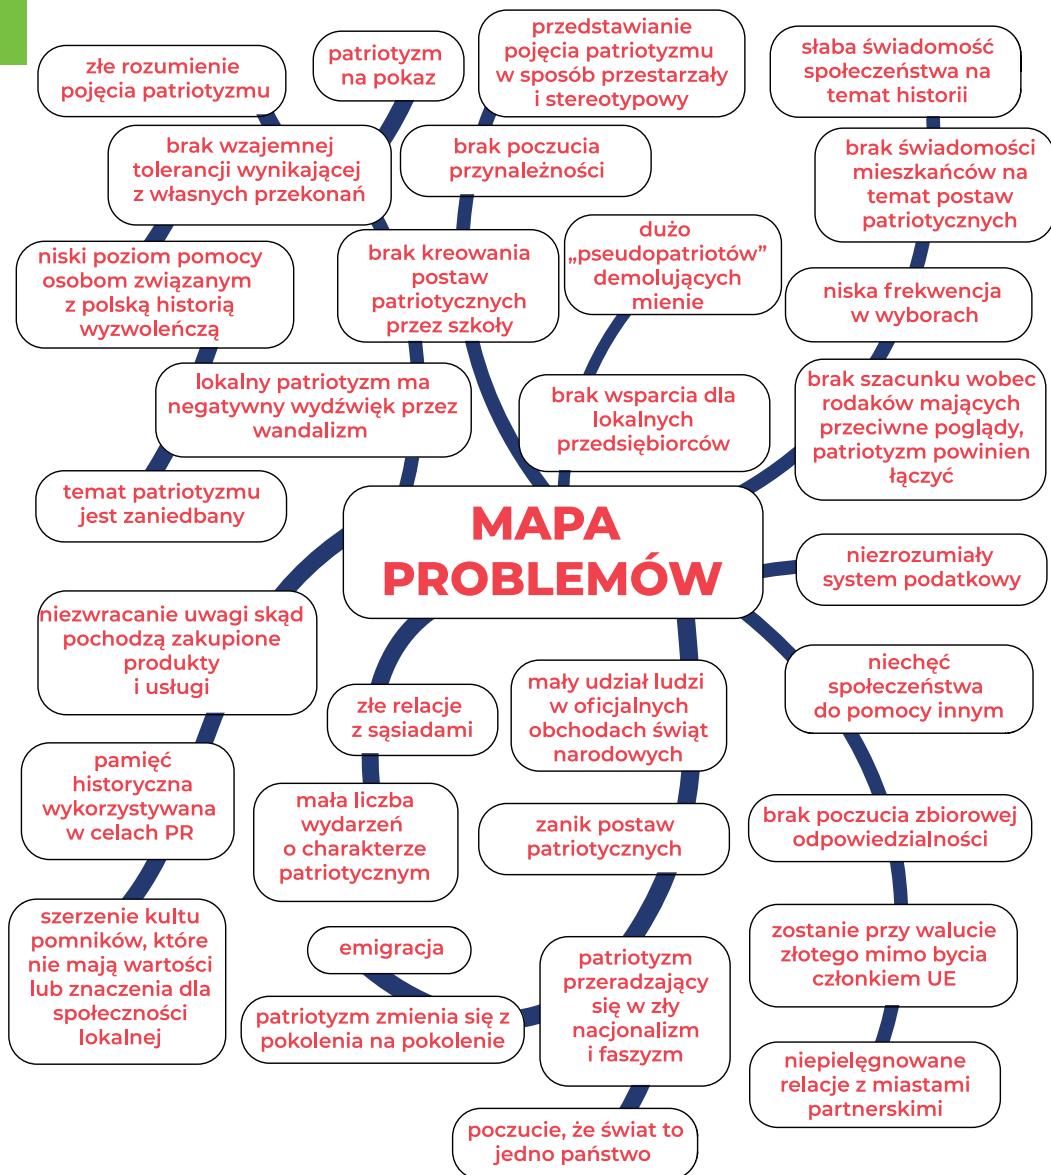 złe rozumienie
pojęcia patriotyzmu
patriotyzm
na pokaz
przedstawianie
pojęcia patriotyzmu
w sposób przestarzały
i stereotypowy
słaba świadomość
społeczeństwa na
temat historii
brak wzajemnej
tolerancji wynikającej
z własnych przekonań
brak poczucia
przynależności
brak świadomości
mieszkańców na
temat postaw
patriotycznych
niski poziom pomocy
osobom związanym
z polską historią
wyzwoleńczą
brak kreowania
postaw
patriotycznych
przez szkoły
dużo
„pseudopatriotów”
demolujących
mienie
niska frekwencja
w wyborach
lokalny patriotyzm ma
negatywny wydźwięk przez
wandalizm
brak wsparcia dla
lokalnych
przedsiębiorców
brak szacunku wobec
rodaków mających
przeciwne poglądy,
patriotyzm powinien
łączyć
temat patriotyzmu
jest zaniedbany
MAPA
PROBLEMÓW
niezrozumiały
system podatkowy
niezwracanie uwagi skąd
pochodzą zakupione
produkty
i usługi
złe relacje
z sąsiadami
mały udział ludzi
w oficjalnych
obchodach świąt
narodowych
niechęć
społeczeństwa
do pomocy innym
pamięć
historyczna
wykorzystywana
w celach PR
mała liczba
wydarzeń
o charakterze
patriotycznym
zanik postaw
patriotycznych
brak poczucia zbiorowej
odpowiedzialności
szerzenie kultu
pomników, które
nie mają wartości
lub znaczenia dla
społeczności
lokalnej
emigracja
patriotyzm zmienia się z
pokolenia na pokolenie
patriotyzm
przeradzający
się w zły
nacjonalizm
i faszyzm
zostanie przy walucie
złotego mimo bycia
członkiem UE
niepielęgnowane
relacje z miastami
partnerskimi
poczucie, że świat to
jedno państwo